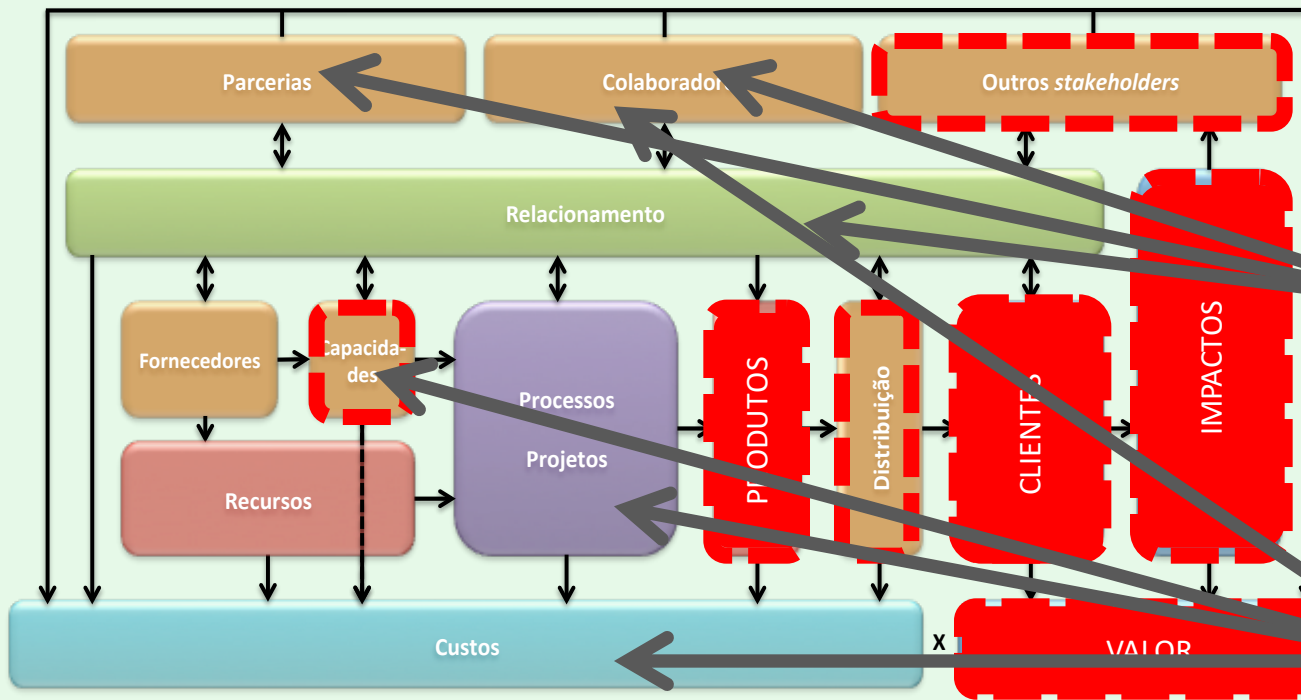 Parcerias
Colaborador
Outros stakeholders
Relacionamento
Fornecedores
Capacida-
des
Processos
Projetos
PRODUTOS
Distribuição
CLIENTES
IMPACTOS
Recursos
Custos
X
VALOR